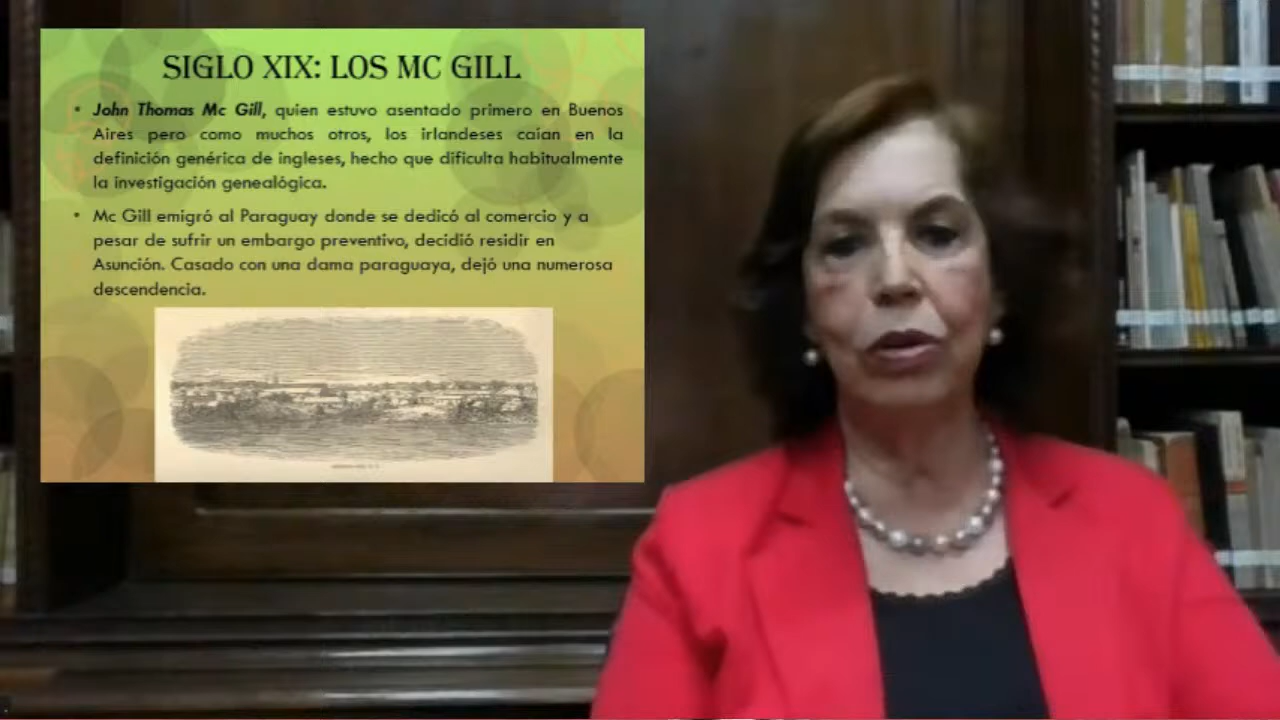 SIGLO XIX: LOS MC GILL
• John Thomas Mc Gill, quien estuvo asentado primero en Buenos
Aires pero como muchos otros, los irlandeses caían en la
definición genérica de ingleses, hecho que dificulta habitualmente
la investigación genealógica.
• Mc Gill emigró al Paraguay donde se dedicó al comercio y a
pesar de sufrir un embargo preventivo, decidió residir en
Asunción. Casado con una dama paraguaya, dejó una numerosa
descendencia.